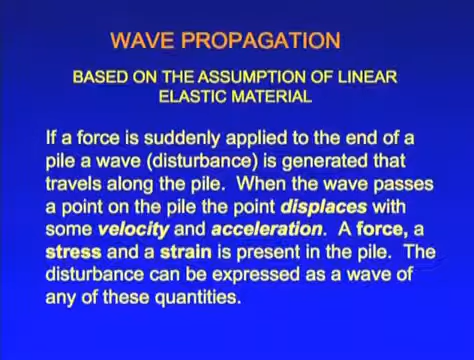 WAVE PROPAGATION
BASED ON THE ASSUMPTION OF LINEAR
ELASTIC MATERIAL
If a force is suddenly applied to the end of a
pile a wave (disturbance) is generated that
travels along the pile. When the wave passes
a point on the pile the point displaces with
some velocity and acceleration. A force, a
stress and a strain is present in the pile. The
disturbance can be expressed as a wave of
any of these quantities.